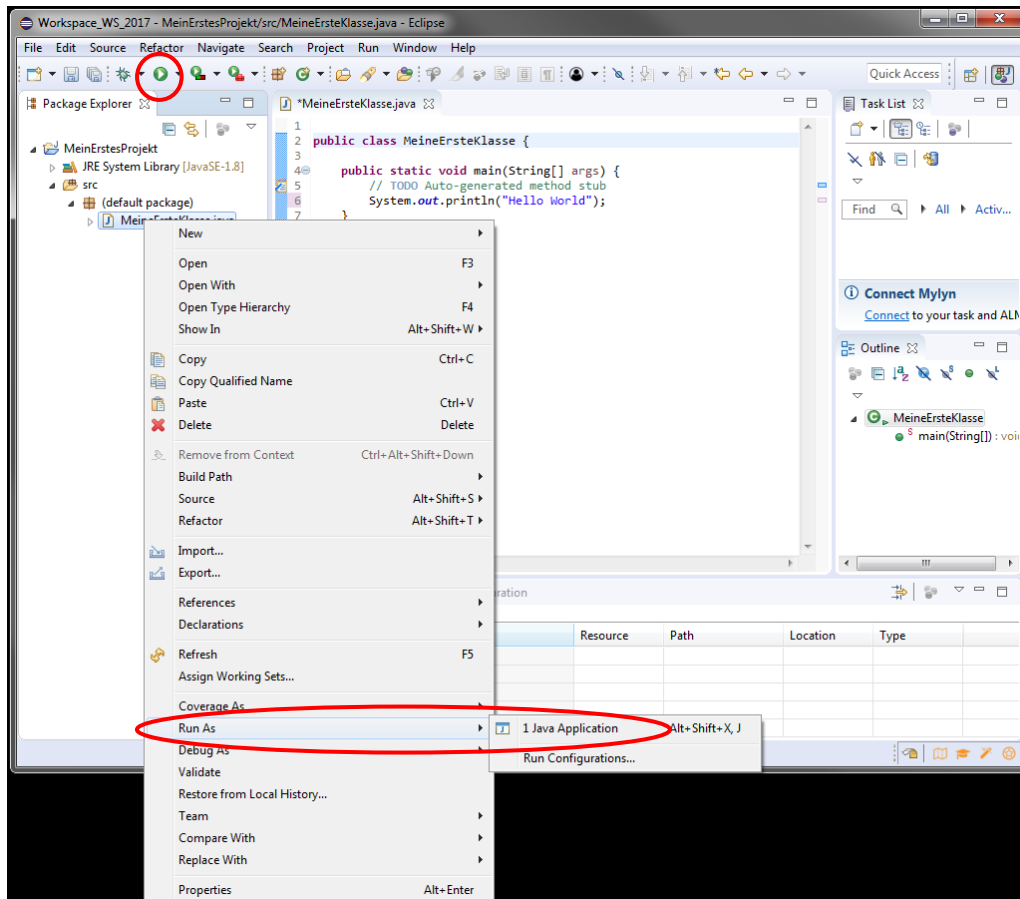 Workspace_WS_2017 - MeinErstesProjekt/src/MeineErsteKlasse.java - Eclipse
File Edit Source Refactor Navigate Search Project Run Window Help
Quick Access
Package Explorer
MeinErstesProjekt
JRE System Library [JavaSE-1.8]
src
(default package)
MeineErsteKlasse.java
*MeineErsteKlasse.java
1
2 public class MeineErsteKlasse {
3
4 public static void main(String[] args) {
5 // TODO Auto-generated method stub
6 System.out.println("Hello World");
7 }
Task List
Find All Activ...
Connect Mylyn
Connect to your task and ALM
Outline
MeineErsteKlasse
S main(String[]) : voi
New
Open F3
Open With
Open Type Hierarchy F4
Show In Alt+Shift+W
Copy Ctrl+C
Copy Qualified Name
Paste Ctrl+V
Delete Delete
Remove from Context Ctrl+Alt+Shift+Down
Build Path
Source Alt+Shift+S
Refactor Alt+Shift+T
Import...
Export...
References
Declarations
Refresh F5
Assign Working Sets...
Coverage As
Run As
Debug As
Validate
Restore from Local History...
Team
Compare With
Replace With
Properties Alt+Enter
1 Java Application Alt+Shift+X, J
Run Configurations...
Resource Path Location Type